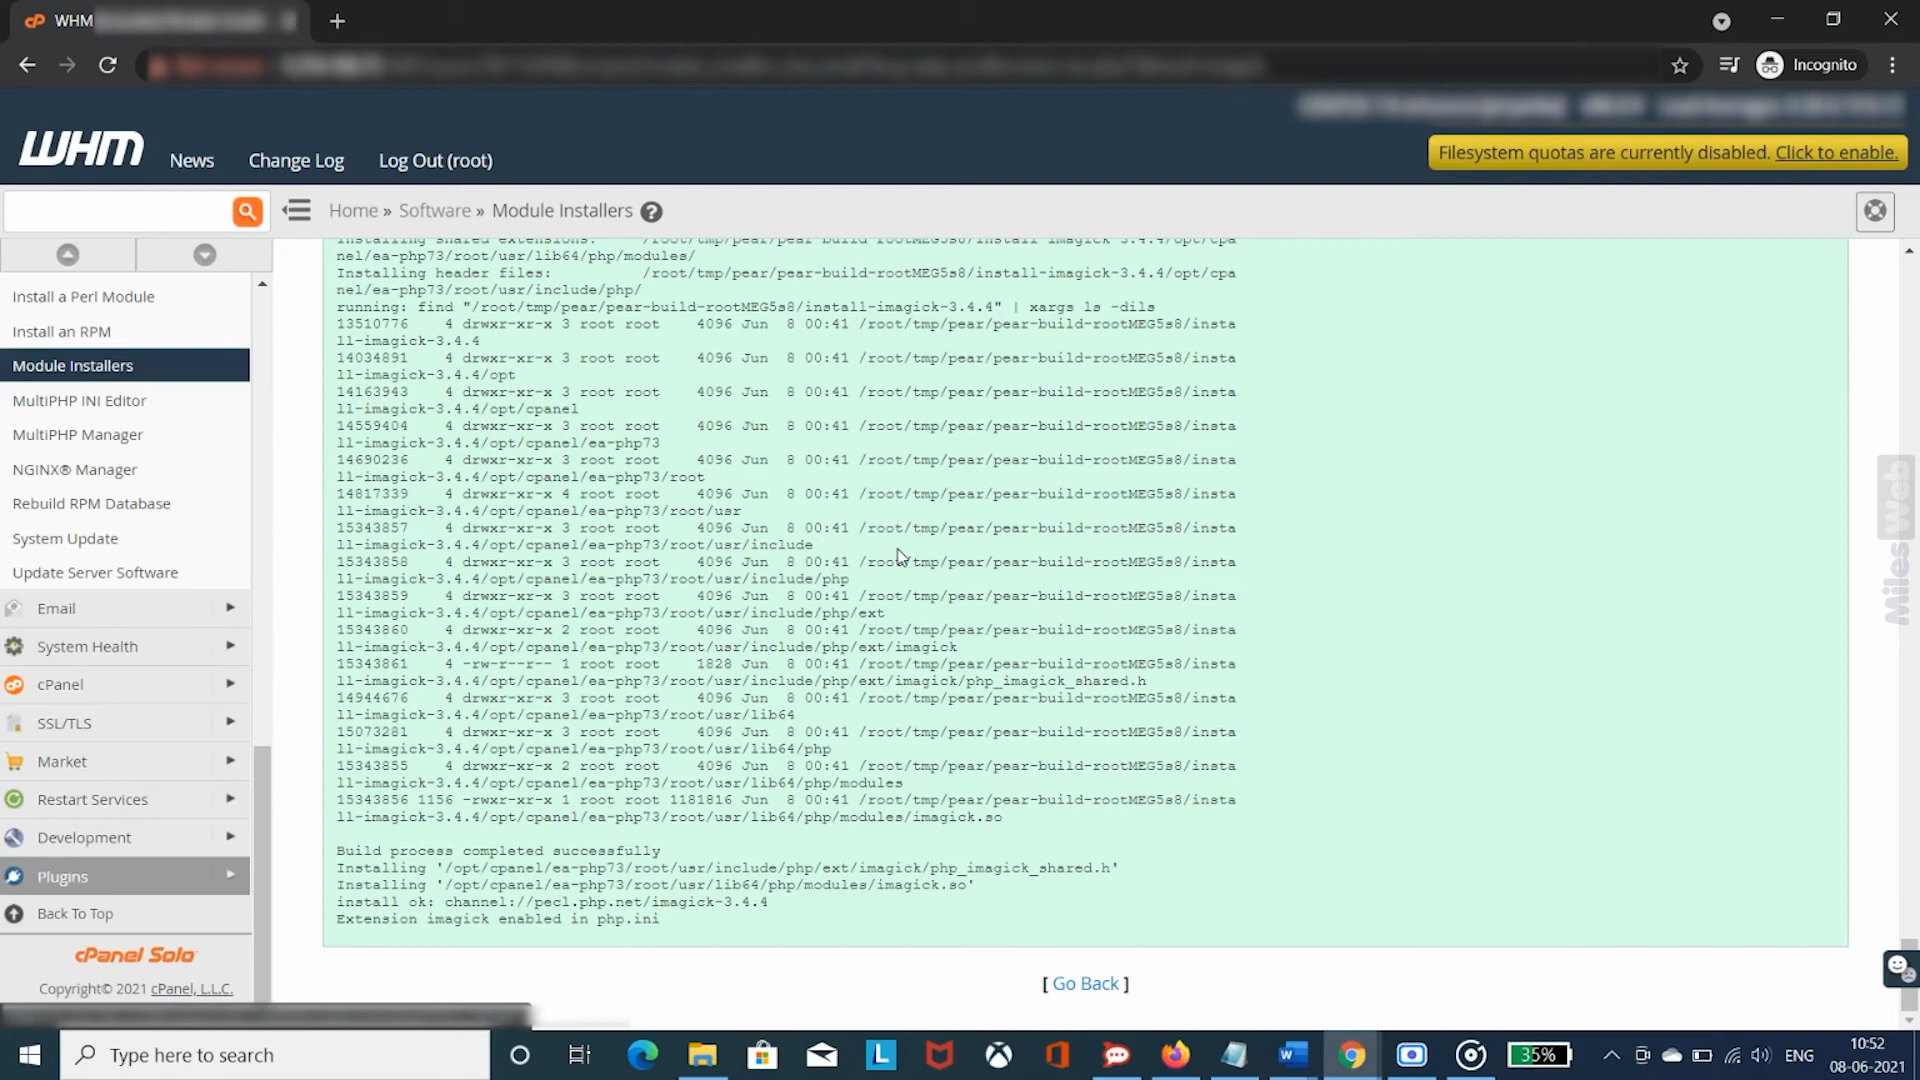 WHM
Incognito
WHM
News
Change Log
Log Out (root)
Filesystem quotas are currently disabled. Click to enable.
Home » Software » Module Installers
Install a Perl Module
Install an RPM
Module Installers
MultiPHP INI Editor
MultiPHP Manager
NGINX® Manager
Rebuild RPM Database
System Update
Update Server Software
Email
System Health
cPanel
SSL/TLS
Market
Restart Services
Development
Plugins
Back To Top
cPanel Solo
Copyright© 2021 cPanel, L.L.C.
Installing shared extensions: /root/tmp/pear/pear-build-rootMEG5s8/install-imagick-3.4.4/opt/cpa
nel/ea-php73/root/usr/lib64/php/modules/
Installing header files: /root/tmp/pear/pear-build-rootMEG5s8/install-imagick-3.4.4/opt/cpa
nel/ea-php73/root/usr/include/php/
running: find "/root/tmp/pear/pear-build-rootMEG5s8/install-imagick-3.4.4" | xargs ls -dils
13510776 4 drwxr-xr-x 3 root root 4096 Jun 8 00:41 /root/tmp/pear/pear-build-rootMEG5s8/insta
ll-imagick-3.4.4
14034891 4 drwxr-xr-x 3 root root 4096 Jun 8 00:41 /root/tmp/pear/pear-build-rootMEG5s8/insta
ll-imagick-3.4.4/opt
14163943 4 drwxr-xr-x 3 root root 4096 Jun 8 00:41 /root/tmp/pear/pear-build-rootMEG5s8/insta
ll-imagick-3.4.4/opt/cpanel
14559404 4 drwxr-xr-x 3 root root 4096 Jun 8 00:41 /root/tmp/pear/pear-build-rootMEG5s8/insta
ll-imagick-3.4.4/opt/cpanel/ea-php73
14690236 4 drwxr-xr-x 3 root root 4096 Jun 8 00:41 /root/tmp/pear/pear-build-rootMEG5s8/insta
ll-imagick-3.4.4/opt/cpanel/ea-php73/root
14817339 4 drwxr-xr-x 4 root root 4096 Jun 8 00:41 /root/tmp/pear/pear-build-rootMEG5s8/insta
ll-imagick-3.4.4/opt/cpanel/ea-php73/root/usr
15343857 4 drwxr-xr-x 3 root root 4096 Jun 8 00:41 /root/tmp/pear/pear-build-rootMEG5s8/insta
ll-imagick-3.4.4/opt/cpanel/ea-php73/root/usr/include
15343858 4 drwxr-xr-x 3 root root 4096 Jun 8 00:41 /root/tmp/pear/pear-build-rootMEG5s8/insta
ll-imagick-3.4.4/opt/cpanel/ea-php73/root/usr/include/php
15343859 4 drwxr-xr-x 3 root root 4096 Jun 8 00:41 /root/tmp/pear/pear-build-rootMEG5s8/insta
ll-imagick-3.4.4/opt/cpanel/ea-php73/root/usr/include/php/ext
15343860 4 drwxr-xr-x 2 root root 4096 Jun 8 00:41 /root/tmp/pear/pear-build-rootMEG5s8/insta
ll-imagick-3.4.4/opt/cpanel/ea-php73/root/usr/include/php/ext/imagick
15343861 4 -rw-r--r-- 1 root root 1828 Jun 8 00:41 /root/tmp/pear/pear-build-rootMEG5s8/insta
ll-imagick-3.4.4/opt/cpanel/ea-php73/root/usr/include/php/ext/imagick/php_imagick_shared.h
14944676 4 drwxr-xr-x 3 root root 4096 Jun 8 00:41 /root/tmp/pear/pear-build-rootMEG5s8/insta
ll-imagick-3.4.4/opt/cpanel/ea-php73/root/usr/lib64
15073281 4 drwxr-xr-x 3 root root 4096 Jun 8 00:41 /root/tmp/pear/pear-build-rootMEG5s8/insta
ll-imagick-3.4.4/opt/cpanel/ea-php73/root/usr/lib64/php
15343855 4 drwxr-xr-x 2 root root 4096 Jun 8 00:41 /root/tmp/pear/pear-build-rootMEG5s8/insta
ll-imagick-3.4.4/opt/cpanel/ea-php73/root/usr/lib64/php/modules
15343856 1156 -rwxr-xr-x 1 root root 1181816 Jun 8 00:41 /root/tmp/pear/pear-build-rootMEG5s8/insta
ll-imagick-3.4.4/opt/cpanel/ea-php73/root/usr/lib64/php/modules/imagick.so
Build process completed successfully
Installing '/opt/cpanel/ea-php73/root/usr/include/php/ext/imagick/php_imagick_shared.h'
Installing '/opt/cpanel/ea-php73/root/usr/lib64/php/modules/imagick.so'
install ok: channel://pecl.php.net/imagick-3.4.4
Extension imagick enabled in php.ini
[ Go Back ]
MilesWeb
Type here to search
35%
ENG
10:52
08-06-2021